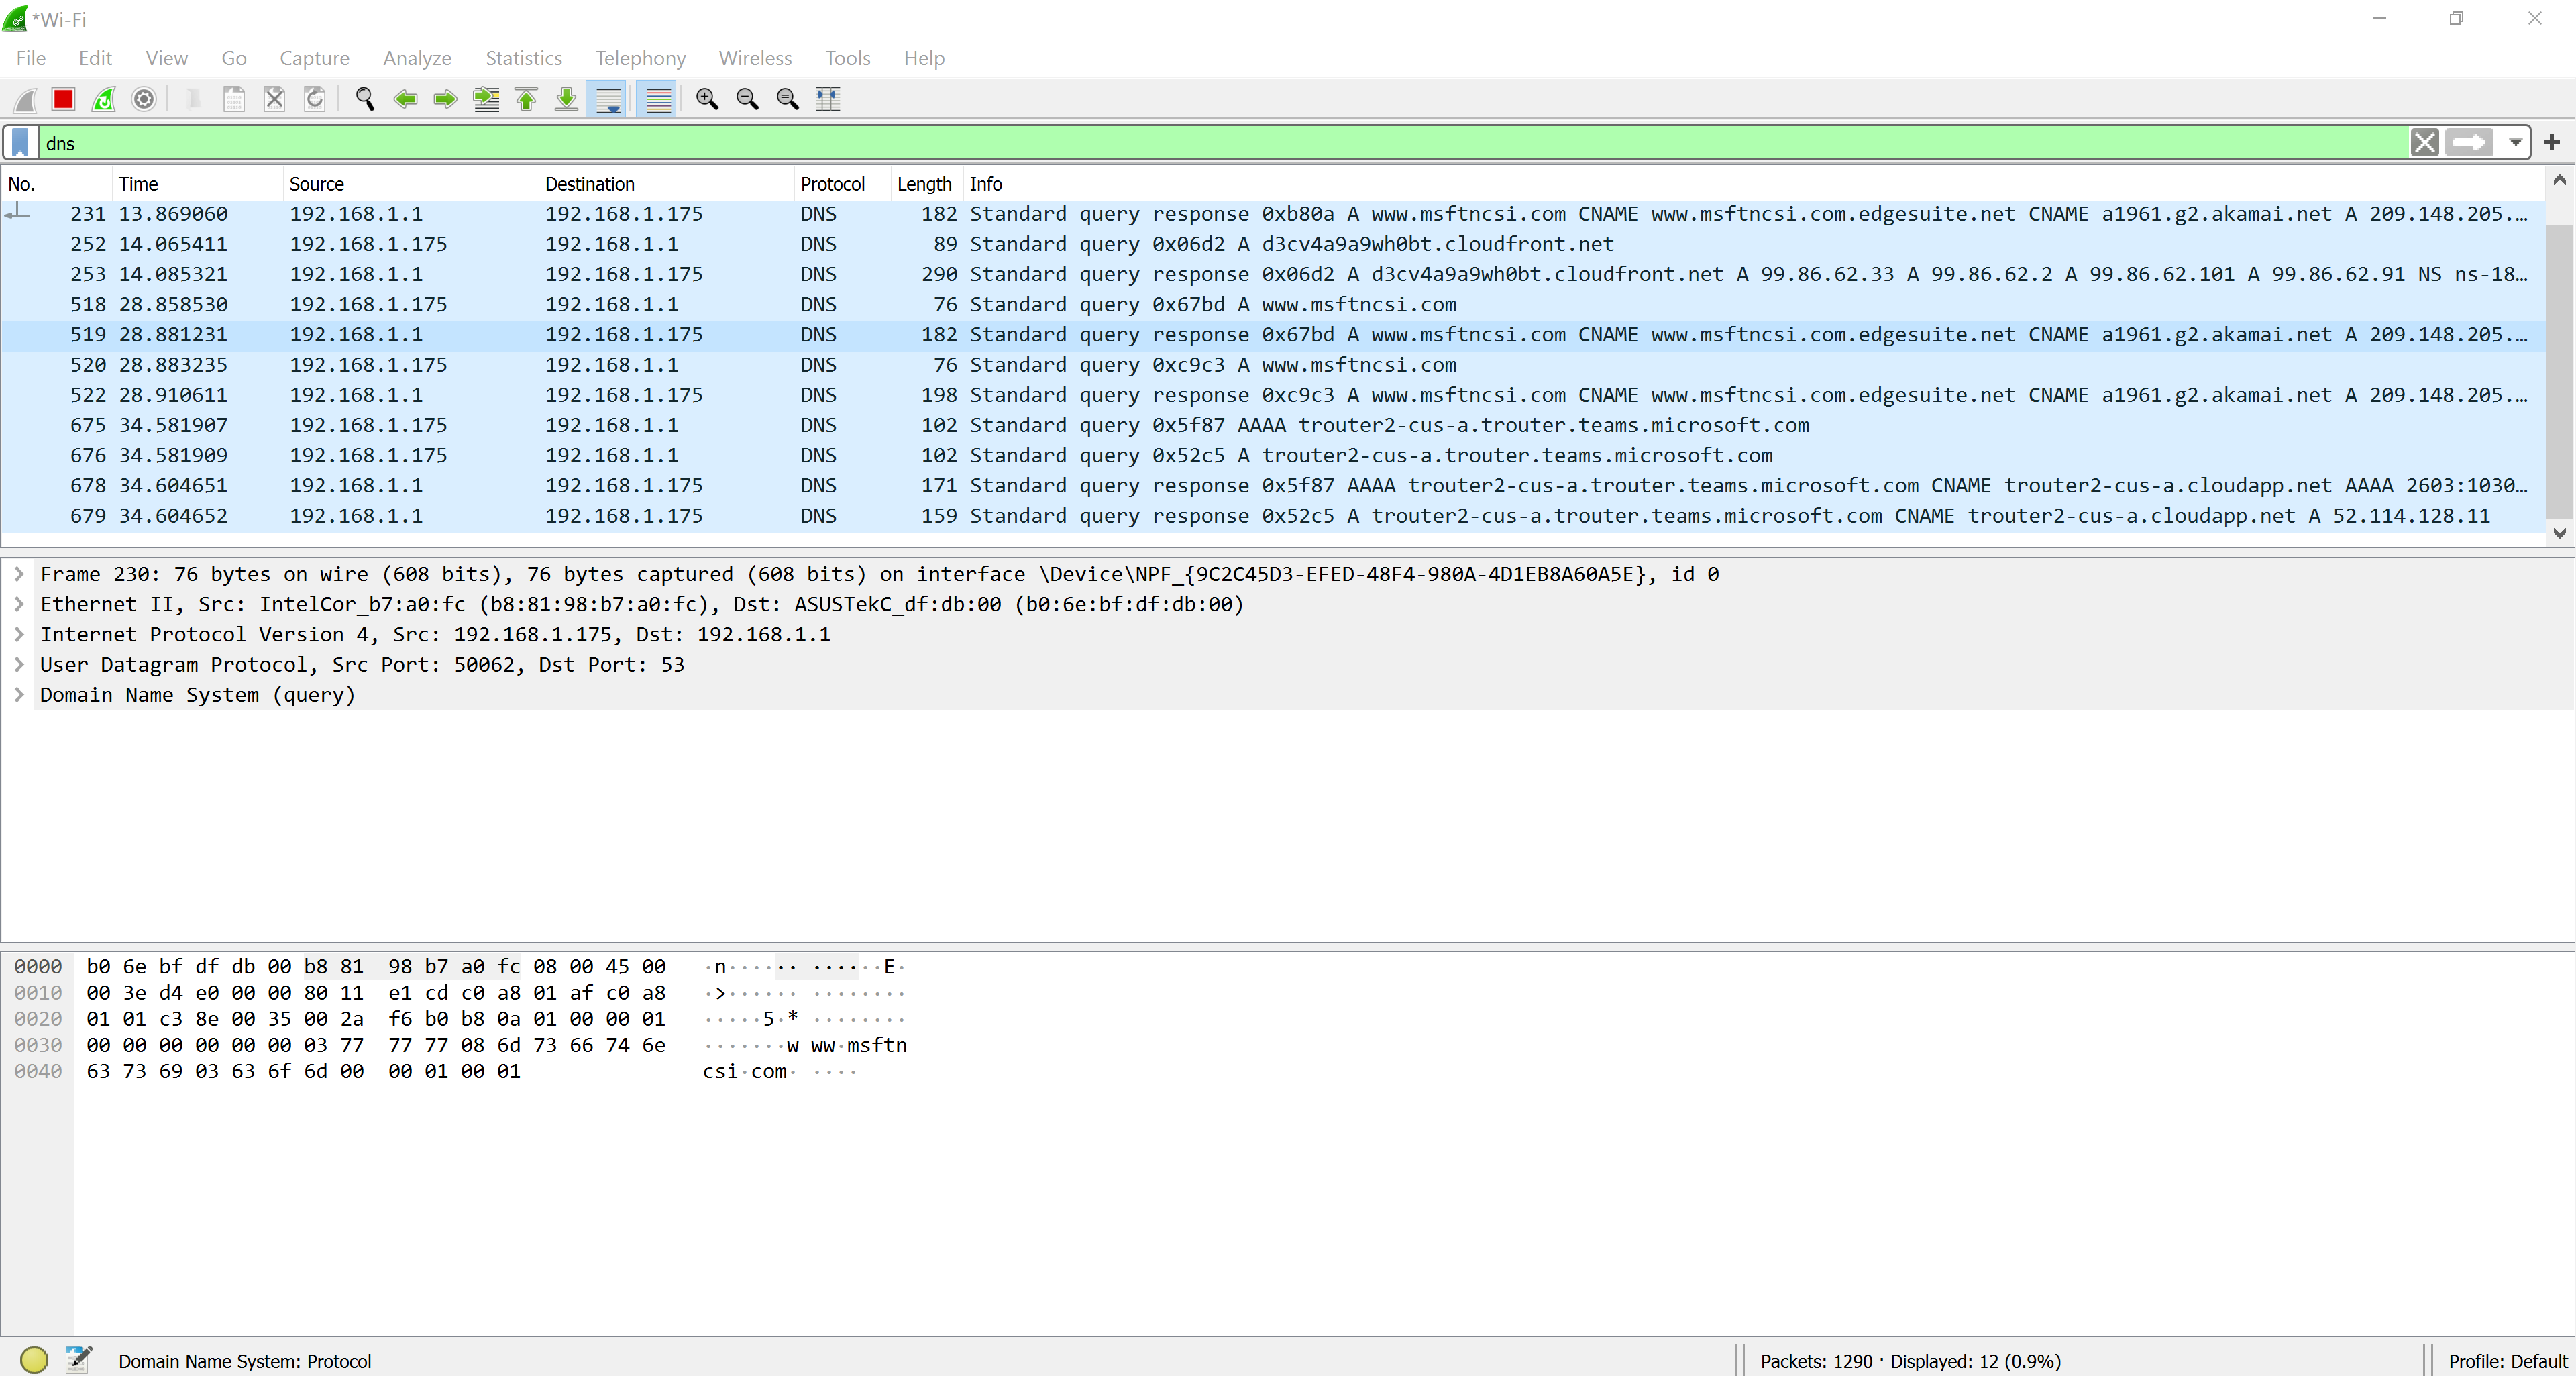 *Wi-Fi
File Edit View Go Capture Analyze Statistics Telephony Wireless Tools Help
dns
No. Time Source Destination Protocol Length Info
231 13.869060 192.168.1.1 192.168.1.175 DNS 182 Standard query response 0xb80a A www.msftncsi.com CNAME www.msftncsi.com.edgesuite.net CNAME a1961.g2.akamai.net A 209.148.205.…
252 14.065411 192.168.1.175 192.168.1.1 DNS 89 Standard query 0x06d2 A d3cv4a9a9wh0bt.cloudfront.net
253 14.085321 192.168.1.1 192.168.1.175 DNS 290 Standard query response 0x06d2 A d3cv4a9a9wh0bt.cloudfront.net A 99.86.62.33 A 99.86.62.2 A 99.86.62.101 A 99.86.62.91 NS ns-18…
518 28.858530 192.168.1.175 192.168.1.1 DNS 76 Standard query 0x67bd A www.msftncsi.com
519 28.881231 192.168.1.1 192.168.1.175 DNS 182 Standard query response 0x67bd A www.msftncsi.com CNAME www.msftncsi.com.edgesuite.net CNAME a1961.g2.akamai.net A 209.148.205.…
520 28.883235 192.168.1.175 192.168.1.1 DNS 76 Standard query 0xc9c3 A www.msftncsi.com
522 28.910611 192.168.1.1 192.168.1.175 DNS 198 Standard query response 0xc9c3 A www.msftncsi.com CNAME www.msftncsi.com.edgesuite.net CNAME a1961.g2.akamai.net A 209.148.205.…
675 34.581907 192.168.1.175 192.168.1.1 DNS 102 Standard query 0x5f87 AAAA trouter2-cus-a.trouter.teams.microsoft.com
676 34.581909 192.168.1.175 192.168.1.1 DNS 102 Standard query 0x52c5 A trouter2-cus-a.trouter.teams.microsoft.com
678 34.604651 192.168.1.1 192.168.1.175 DNS 171 Standard query response 0x5f87 AAAA trouter2-cus-a.trouter.teams.microsoft.com CNAME trouter2-cus-a.cloudapp.net AAAA 2603:1030…
679 34.604652 192.168.1.1 192.168.1.175 DNS 159 Standard query response 0x52c5 A trouter2-cus-a.trouter.teams.microsoft.com CNAME trouter2-cus-a.cloudapp.net A 52.114.128.11
Frame 230: 76 bytes on wire (608 bits), 76 bytes captured (608 bits) on interface \Device\NPF_{9C2C45D3-EFED-48F4-980A-4D1EB8A60A5E}, id 0
Ethernet II, Src: IntelCor_b7:a0:fc (b8:81:98:b7:a0:fc), Dst: ASUSTekC_df:db:00 (b0:6e:bf:df:db:00)
Internet Protocol Version 4, Src: 192.168.1.175, Dst: 192.168.1.1
User Datagram Protocol, Src Port: 50062, Dst Port: 53
Domain Name System (query)
0000 b0 6e bf df db 00 b8 81 98 b7 a0 fc 08 00 45 00 ·n······ ······E·
0010 00 3e d4 e0 00 00 80 11 e1 cd c0 a8 01 af c0 a8 ·>······ ········
0020 01 01 c3 8e 00 35 00 2a f6 b0 b8 0a 01 00 00 01 ·····5·* ········
0030 00 00 00 00 00 00 03 77 77 77 08 6d 73 66 74 6e ·······w ww·msftn
0040 63 73 69 03 63 6f 6d 00 00 01 00 01 csi·com· ····
Domain Name System: Protocol Packets: 1290 · Displayed: 12 (0.9%) Profile: Default